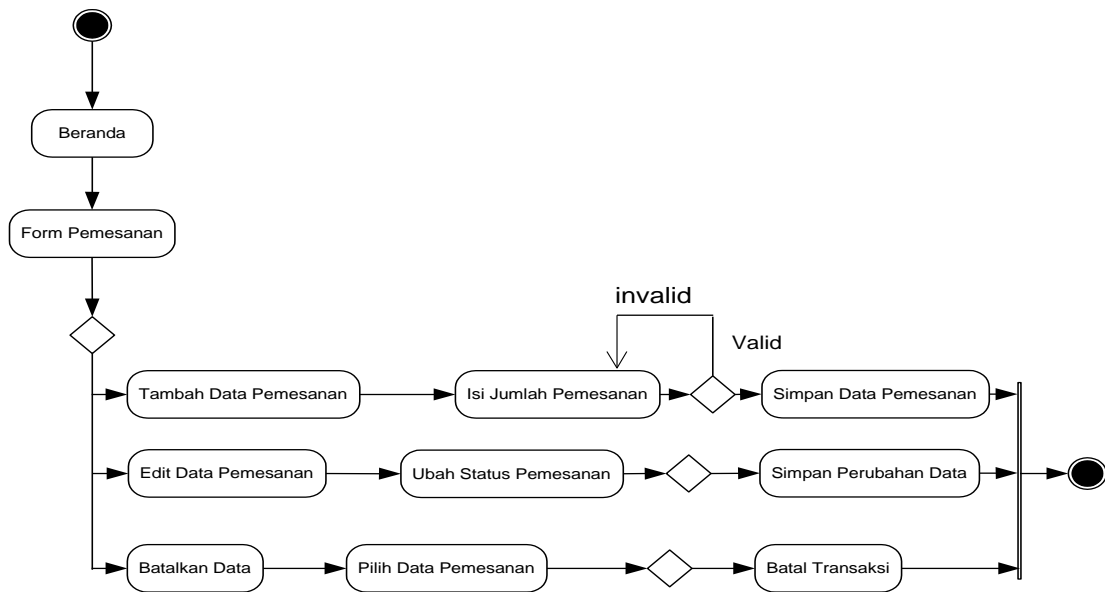 Beranda
Form Pemesanan
invalid
Valid
Tambah Data Pemesanan
Isi Jumlah Pemesanan
Simpan Data Pemesanan
Edit Data Pemesanan
Ubah Status Pemesanan
Simpan Perubahan Data
Batalkan Data
Pilih Data Pemesanan
Batal Transaksi